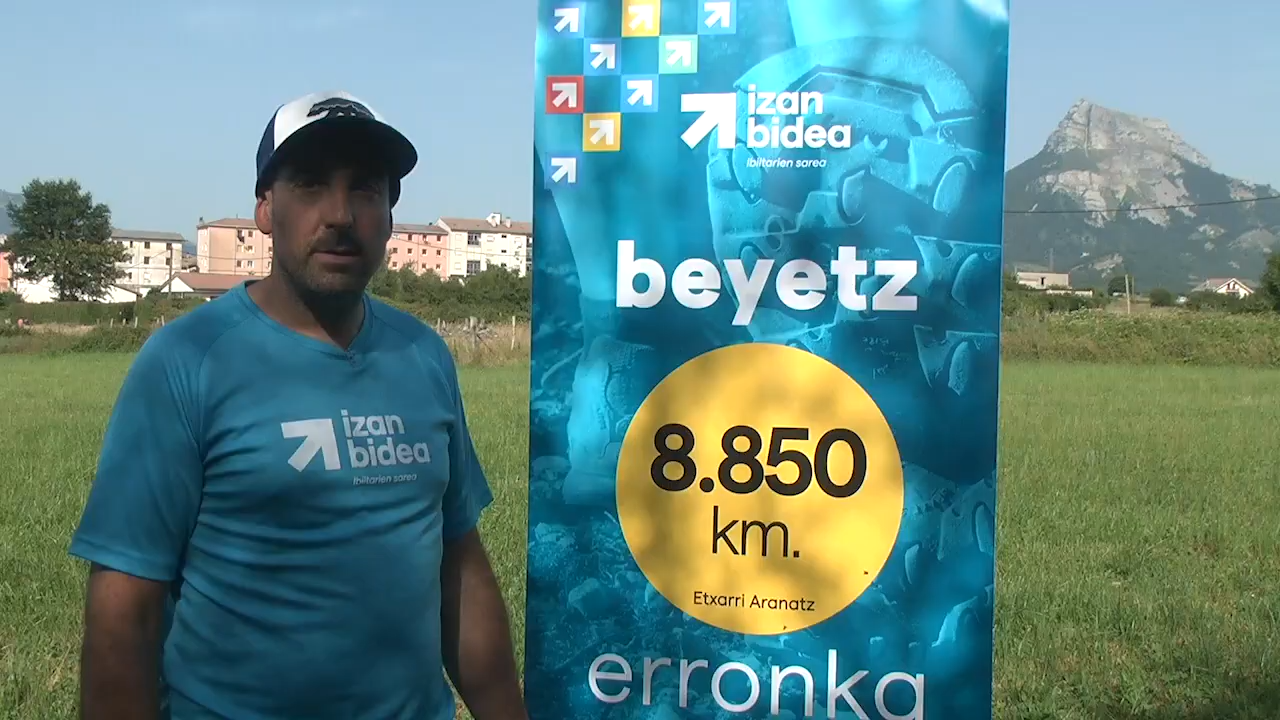 izan
bidea
Ibiltarien sarea
beyetz
8.850
km.
Etxarri Aranatz
erronka
izan
bidea
Ibiltarien sarea